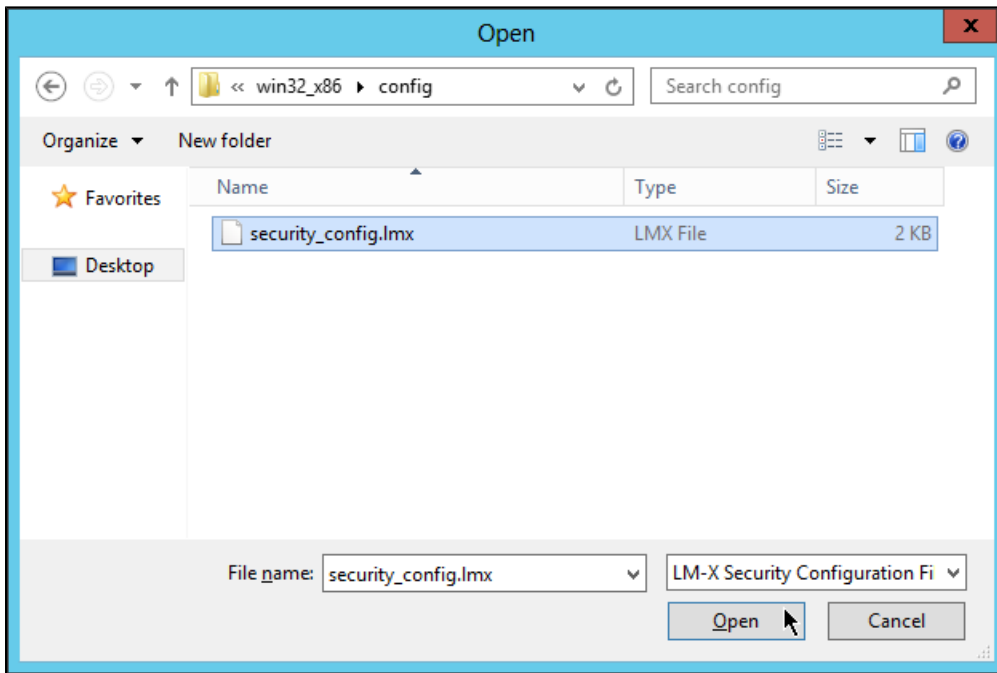 Open
x
« win32_x86 ▸ config
Search config
Organize
New folder
Favorites
Desktop
Name Type Size
security_config.lmx LMX File 2 KB
File name: security_config.lmx
LM-X Security Configuration Fi
Open Cancel